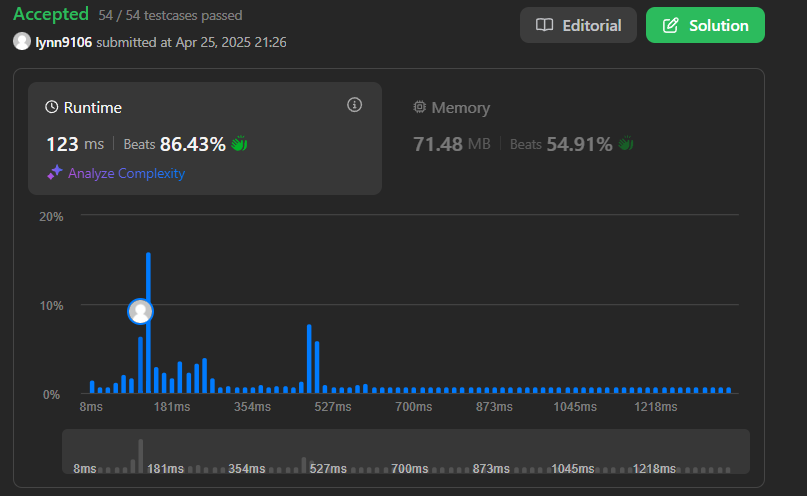 Accepted 54 / 54 testcases passed
Editorial
Solution
lynn9106 submitted at Apr 25, 2025 21:26
Runtime
Memory
123 ms Beats 86.43%
71.48 MB Beats 54.91%
Analyze Complexity
20%
10%
0%
8ms 181ms 354ms 527ms 700ms 873ms 1045ms 1218ms
8ms 181ms 354ms 527ms 700ms 873ms 1045ms 1218ms